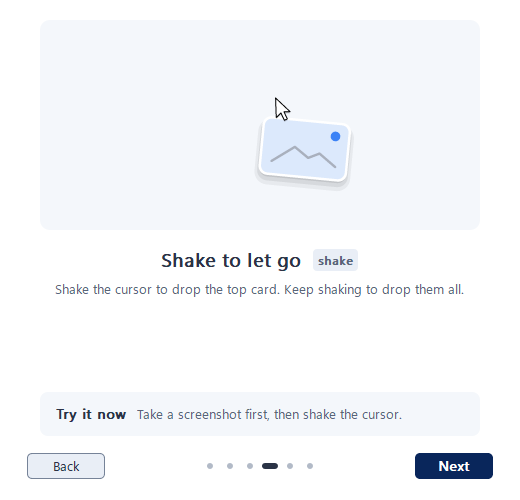 Shake to let go shake
Shake the cursor to drop the top card. Keep shaking to drop them all.
Try it now Take a screenshot first, then shake the cursor.
Back Next